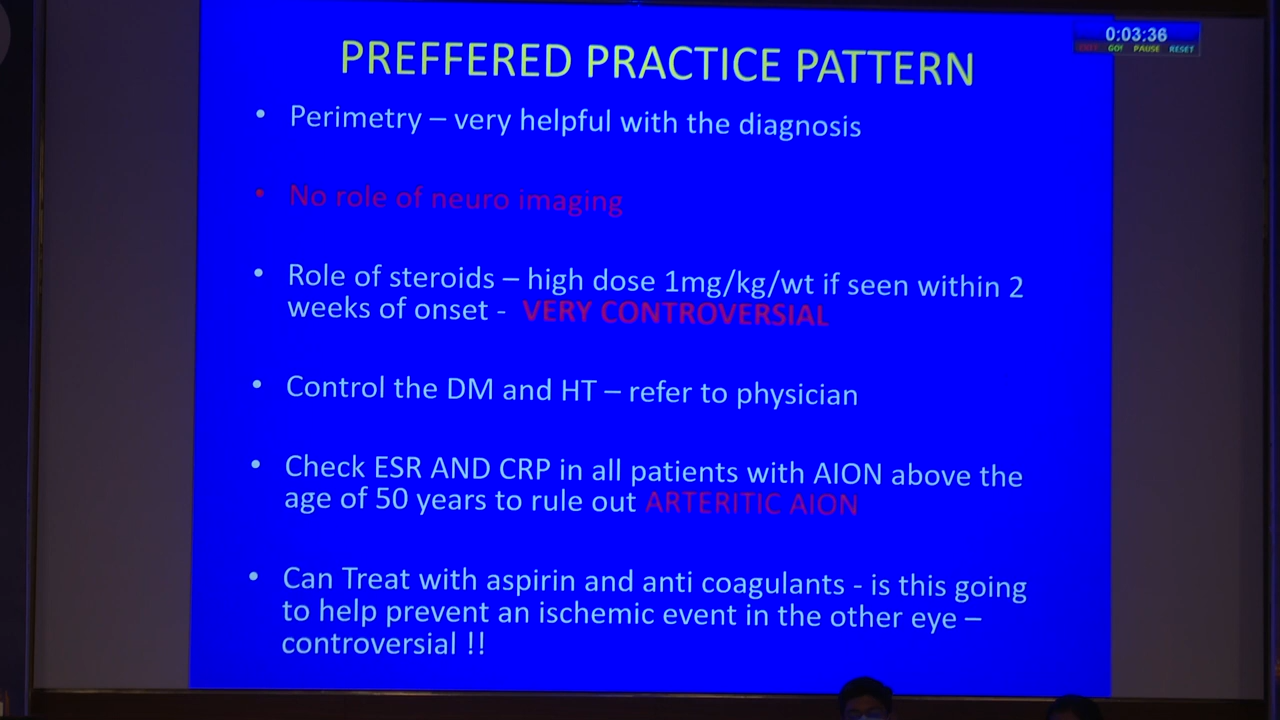 0:03:36
EXIT GO! PAUSE RESET
PREFFERED PRACTICE PATTERN
• Perimetry – very helpful with the diagnosis
• No role of neuro imaging
• Role of steroids – high dose 1mg/kg/wt if seen within 2
weeks of onset - VERY CONTROVERSIAL
• Control the DM and HT – refer to physician
• Check ESR AND CRP in all patients with AION above the
age of 50 years to rule out ARTERITIC AION
• Can Treat with aspirin and anti coagulants - is this going
to help prevent an ischemic event in the other eye –
controversial !!